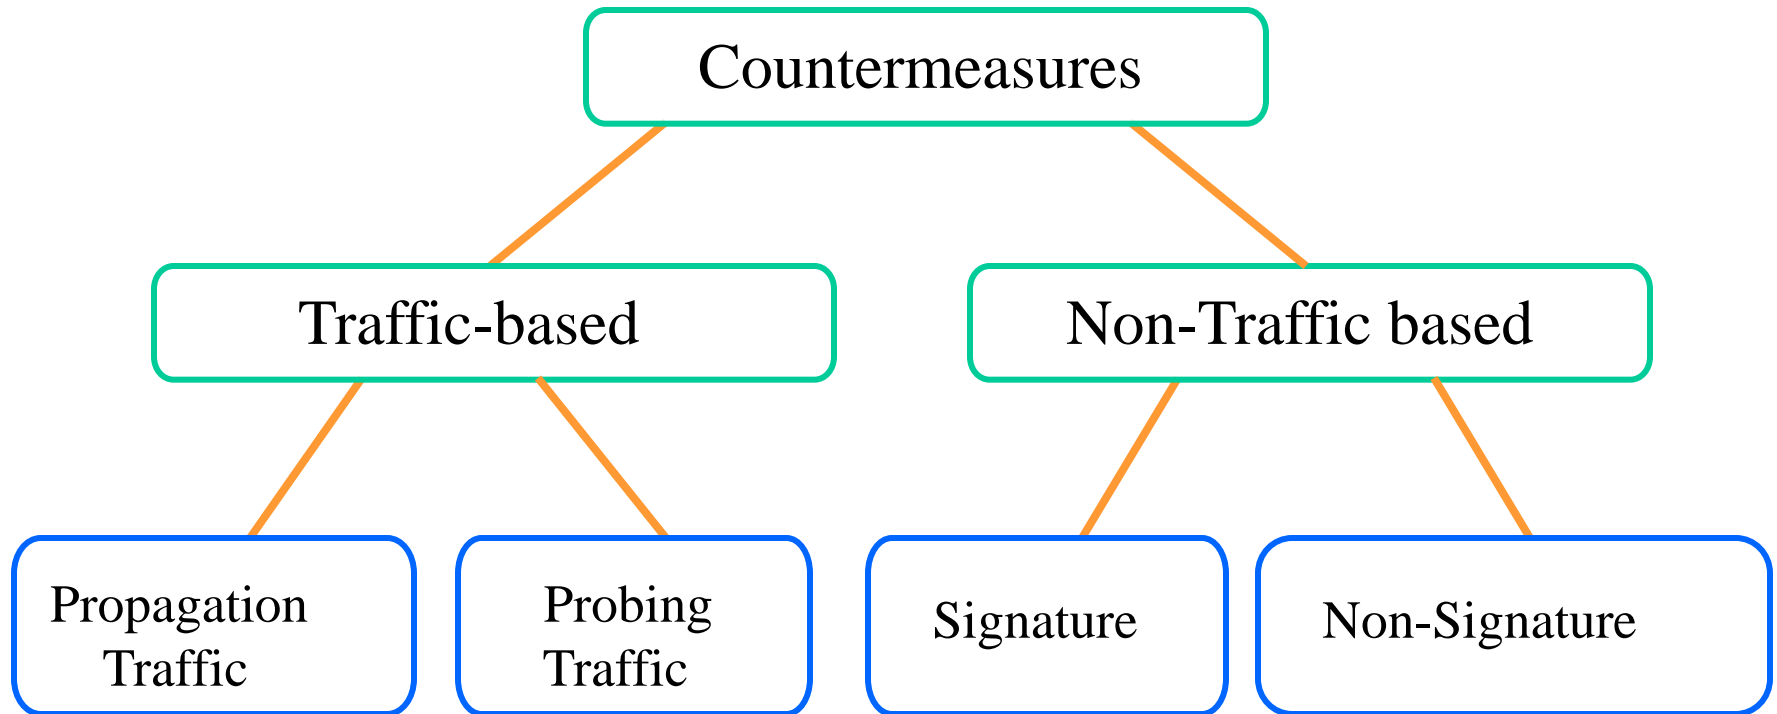 Countermeasures
Traffic-based
Non-Traffic based
Propagation
Traffic
Probing
Traffic
Signature
Non-Signature